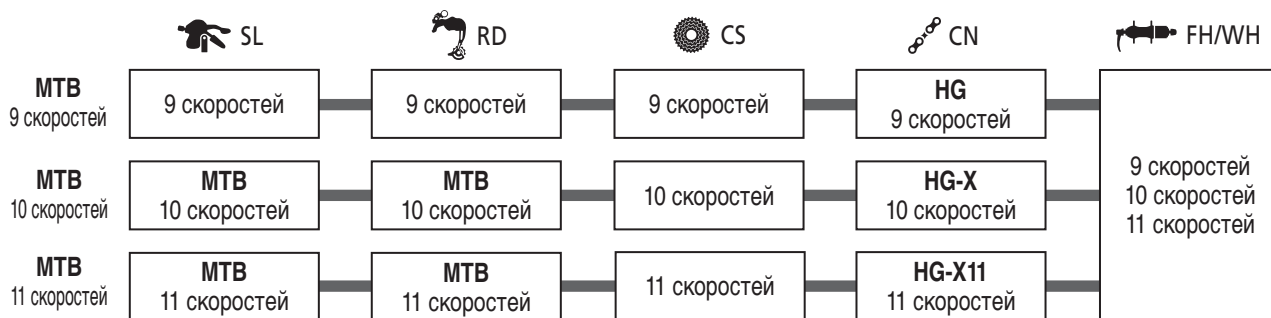 SL
RD
CS
CN
FH/WH
MTB
9 скоростей
9 скоростей
9 скоростей
9 скоростей
HG
9 скоростей
MTB
10 скоростей
MTB
10 скоростей
MTB
10 скоростей
10 скоростей
HG-X
10 скоростей
MTB
11 скоростей
MTB
11 скоростей
MTB
11 скоростей
11 скоростей
HG-X11
11 скоростей
9 скоростей
10 скоростей
11 скоростей